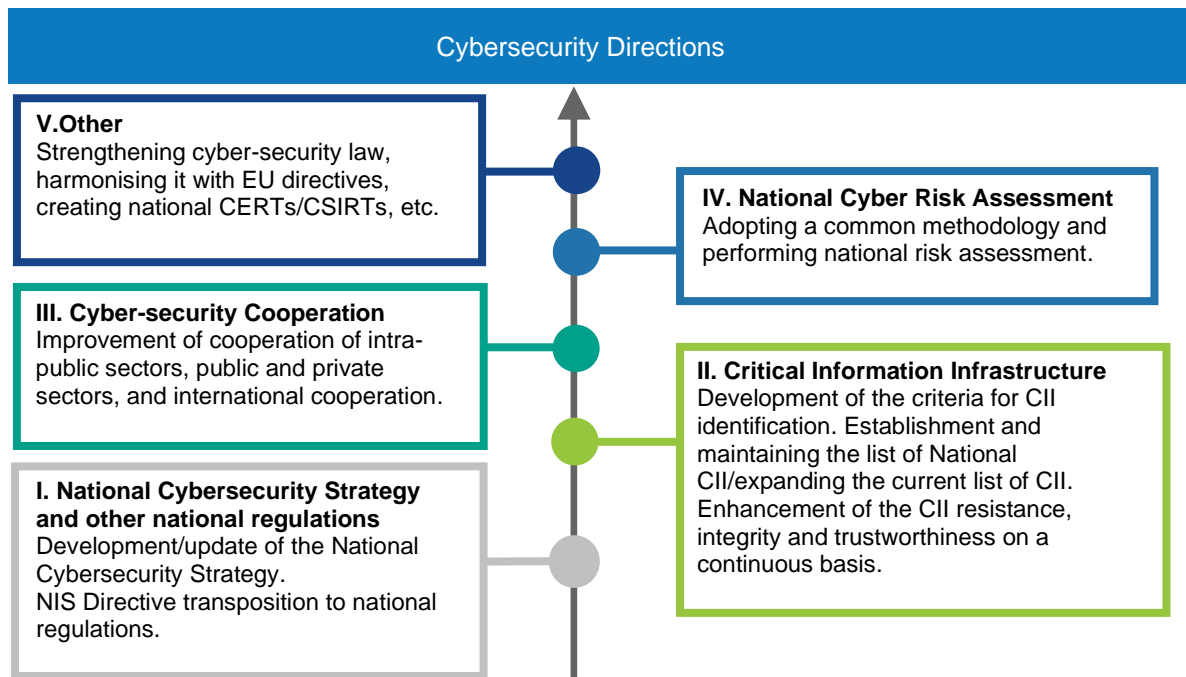 Cybersecurity Directions
V.Other
Strengthening cyber-security law,
harmonising it with EU directives,
creating national CERTs/CSIRTs, etc.
IV. National Cyber Risk Assessment
Adopting a common methodology and
performing national risk assessment.
III. Cyber-security Cooperation
Improvement of cooperation of intra-
public sectors, public and private
sectors, and international cooperation.
II. Critical Information Infrastructure
Development of the criteria for CII
identification. Establishment and
maintaining the list of National
CII/expanding the current list of CII.
Enhancement of the CII resistance,
integrity and trustworthiness on a
continuous basis.
I. National Cybersecurity Strategy
and other national regulations
Development/update of the National
Cybersecurity Strategy.
NIS Directive transposition to national
regulations.